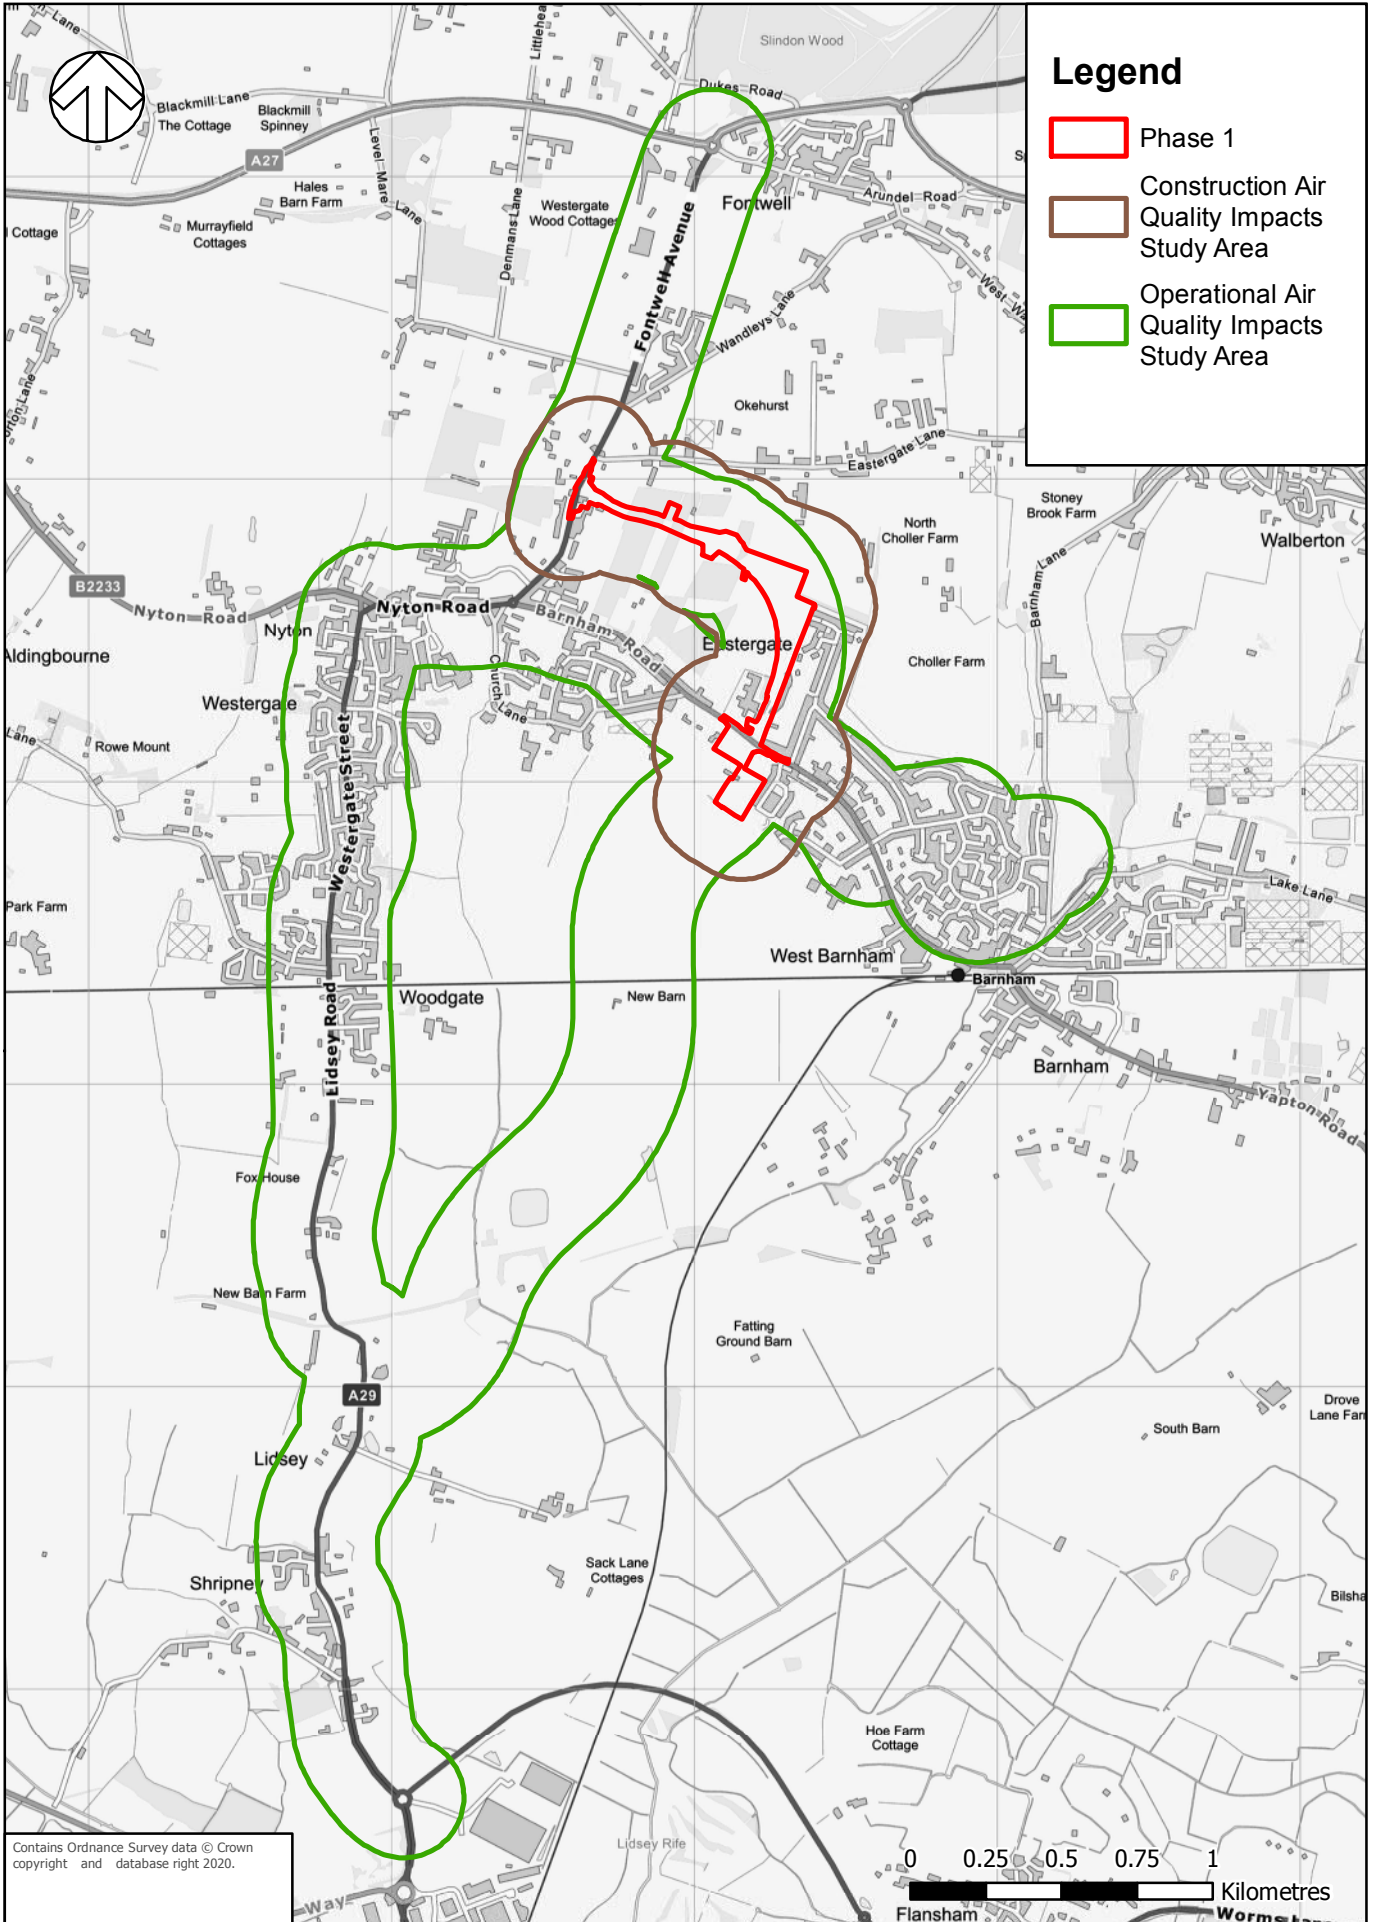 Slindon Wood
Dukes Road
Blackmill Lane
The Cottage
Blackmill
Spinney
A27
Level Mare Lane
Hales
Barn Farm
Murrayfield
Cottages
Cottage
Denmans Lane
Westergate
Wood Cottages
Fontwell Avenue
Fontwell
Arundel Road
Wandleys Lane
Okehurst
Eastergate Lane
Legend
Phase 1
Construction Air
Quality Impacts
Study Area
Operational Air
Quality Impacts
Study Area
Stoney
Brook Farm
North
Choller Farm
Walberton
Barnham Lane
B2233
Nyton Road
Nyton Road
Nyton
Barnham Road
Eastergate
Aldingbourne
Church Lane
Choller Farm
Westergate
Lane
Rowe Mount
Westergate Street
Park Farm
Lake Lane
West Barnham
Barnham
Woodgate
New Barn
Lidsey Road
Barnham
Yapton Road
Fox House
New Barn Farm
Fatting
Ground Barn
A29
Drove
Lane Farm
South Barn
Lidsey
Sack Lane
Cottages
Shripney
Bilsha
Hoe Farm
Cottage
Lidsey Rife
Contains Ordnance Survey data © Crown
copyright and database right 2020.
Way
0 0.25 0.5 0.75 1
Kilometres
Flansham